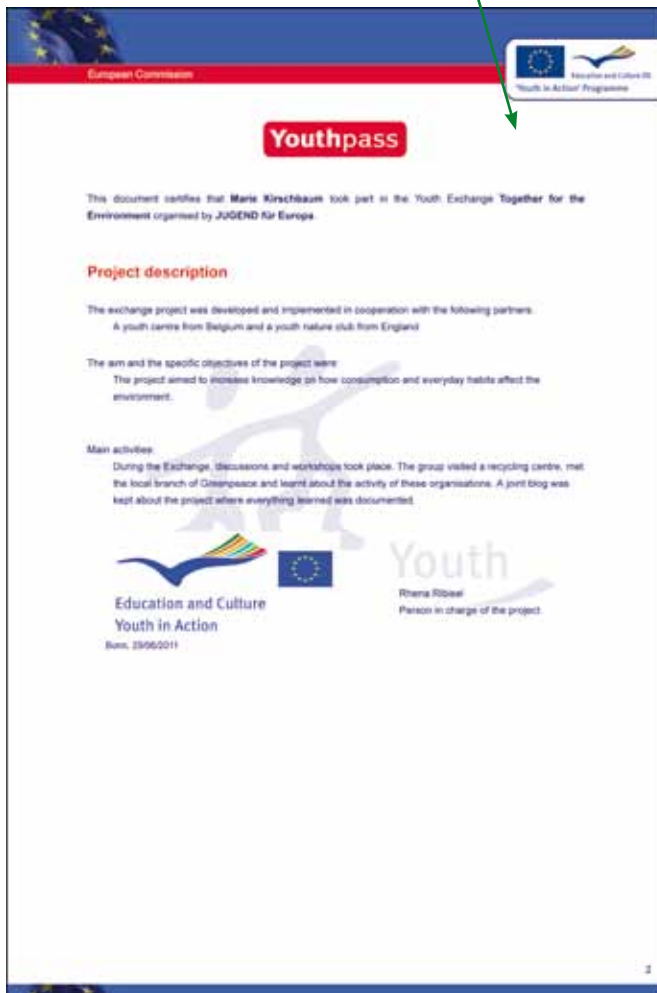 European Commission
Education and Culture DG
'Youth in Action' Programme
Youthpass
This document certifies that Marie Kirschbaum took part in the Youth Exchange Together for the
Environment organised by JUGEND für Europa.
Project description
The exchange project was developed and implemented in cooperation with the following partners:
A youth centre from Belgium and a youth nature club from England
The aim and the specific objectives of the project were:
The project aimed to increase knowledge on how consumption and everyday habits affect the
environment.
Main activities:
During the Exchange, discussions and workshops took place. The group visited a recycling centre, met
the local branch of Greenpeace and learnt about the activity of these organisations. A joint blog was
kept about the project where everything learned was documented.
Youth
Education and Culture
Youth in Action
Rhena
Person in charge of the project
Bonn, 29/06/2011
2